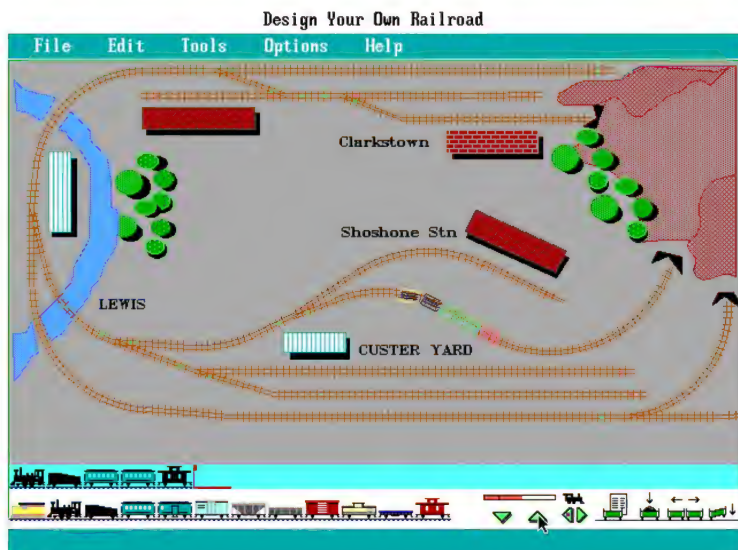 Design Your Own Railroad
File Edit Tools Options Help
Clarkstown
Shoshone Stn
LEWIS
CUSTER YARD